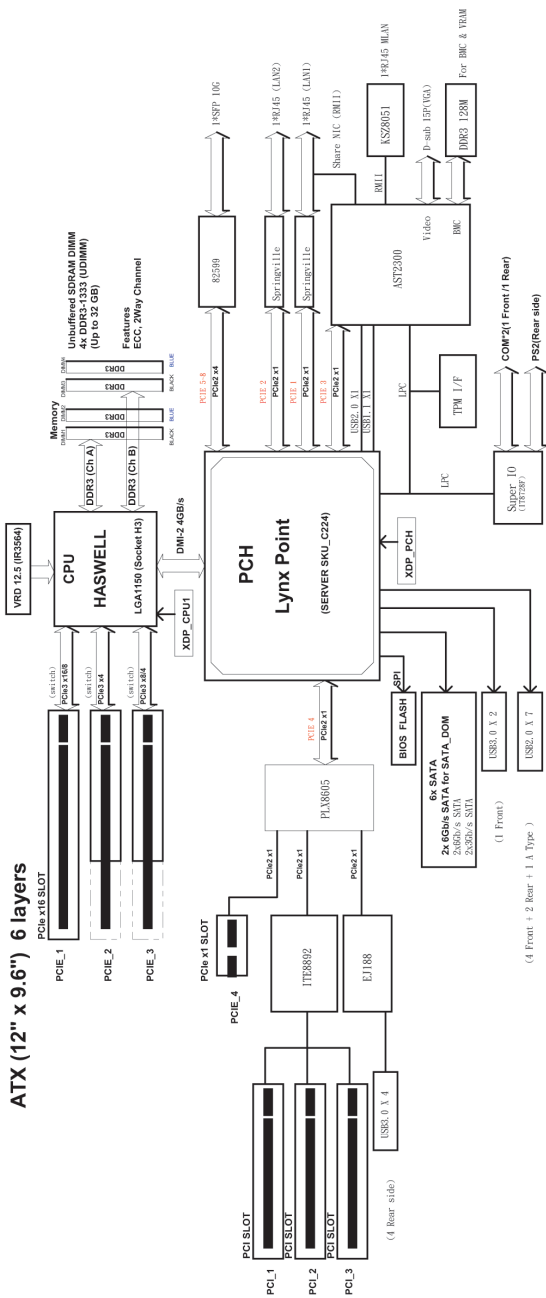 ATX (12" x 9.6")  6 layers
PCIe x16 SLOT
PCIE_1
PCIE_2
PCIE_3
(switch)
PCIe3 x16/8
PCIe3 x4
(switch)
PCIe3 x8/4
VRD 12.5 (IR3564)
CPU
HASWELL
LGA1150 (Socket H3)
XDP_CPU1
DDR3 (Ch A)
DDR3 (Ch B)
Memory
DIMM1
DIMM2
DIMM3
DIMM4
DDR3
DDR3
DDR3
BLACK
BLUE
BLACK
BLUE
Unbuffered SDRAM DIMM
4x DDR3-1333 (UDIMM)
(Up to 32 GB)
Features
ECC, 2Way Channel
DMI-2 4GB/s
PCH
Lynx Point
(SERVER SKU_C224)
XDP_PCH
PCIE 5-8
PCIe2 x4
82599
1*SFP 10G
PCIE 2
PCIe2 x1
Springville
1*RJ45 (LAN2)
PCIE 1
PCIe2 x1
Springville
1*RJ45 (LAN1)
PCIE 3
PCIe2 x1
Share NIC (RMII)
USB2.0 X1
USB1.1 X1
AST2300
RMII
KSZ8051
1*RJ45 MLAN
Video
D-sub 15P(VGA)
BMC
DDR3 128M
For BMC & VRAM
LPC
TPM I/F
LPC
Super IO
(IT8728F)
COM*2(1 Front /1 Rear)
PS2(Rear side)
PCIE 4
PCIe2 x1
PLX8605
PCIe2 x1
PCIe2 x1
PCIe2 x1
PCIe x1 SLOT
PCIE_4
ITE8892
EJ188
PCI SLOT
PCI_1
PCI SLOT
PCI_2
PCI SLOT
PCI_3
USB3.0 X 4
(4 Rear side)
SPI
BIOS FLASH
6x SATA
2x 6Gb/s SATA for SATA_DOM
2x6Gb/s SATA
2x3Gb/s SATA
USB3.0 X 2
(1 Front)
USB2.0 X 7
(4 Front + 2 Rear + 1 A Type )